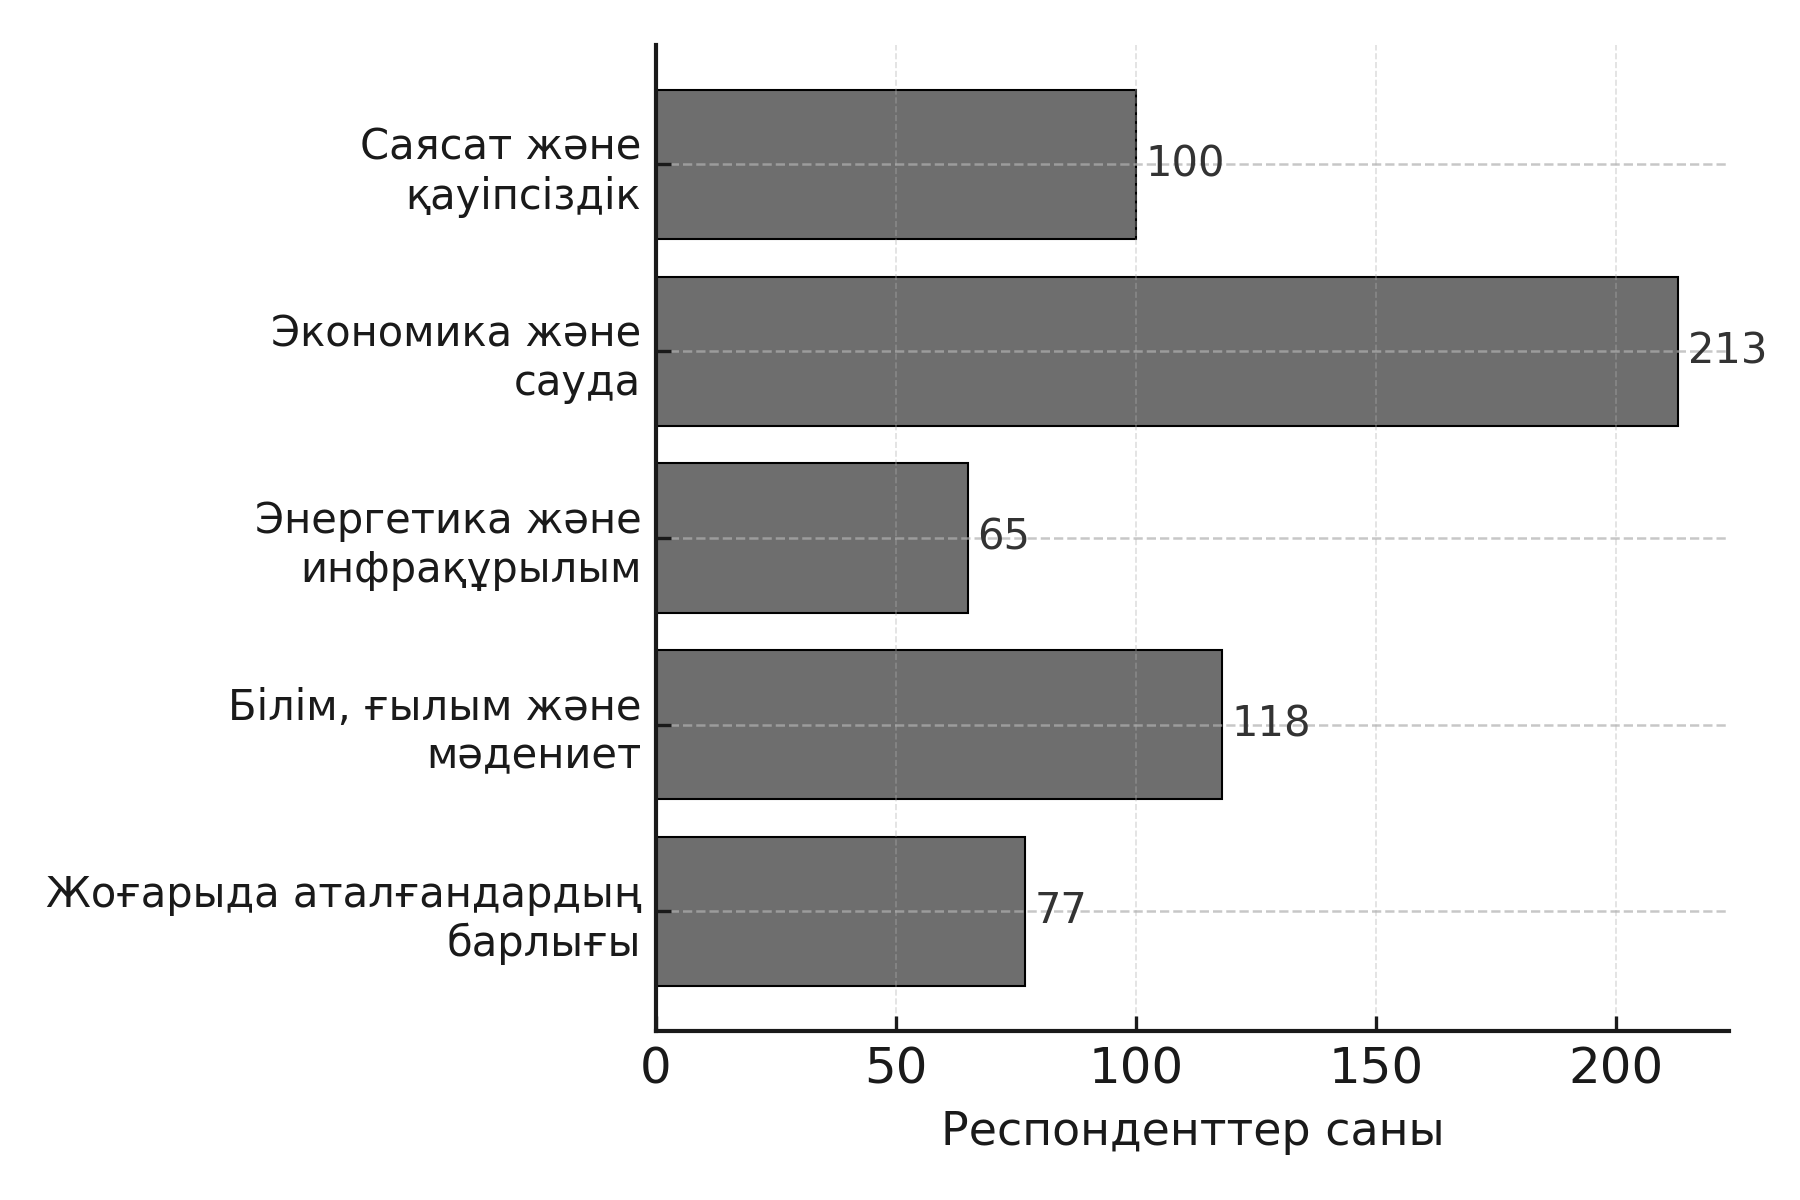 Саясат және
қауіпсіздік
100
Экономика және
сауда
213
Энергетика және
инфрақұрылым
65
Білім, ғылым және
мәдениет
118
Жоғарыда аталғандардың
барлығы
77
0 50 100 150 200
Респонденттер саны